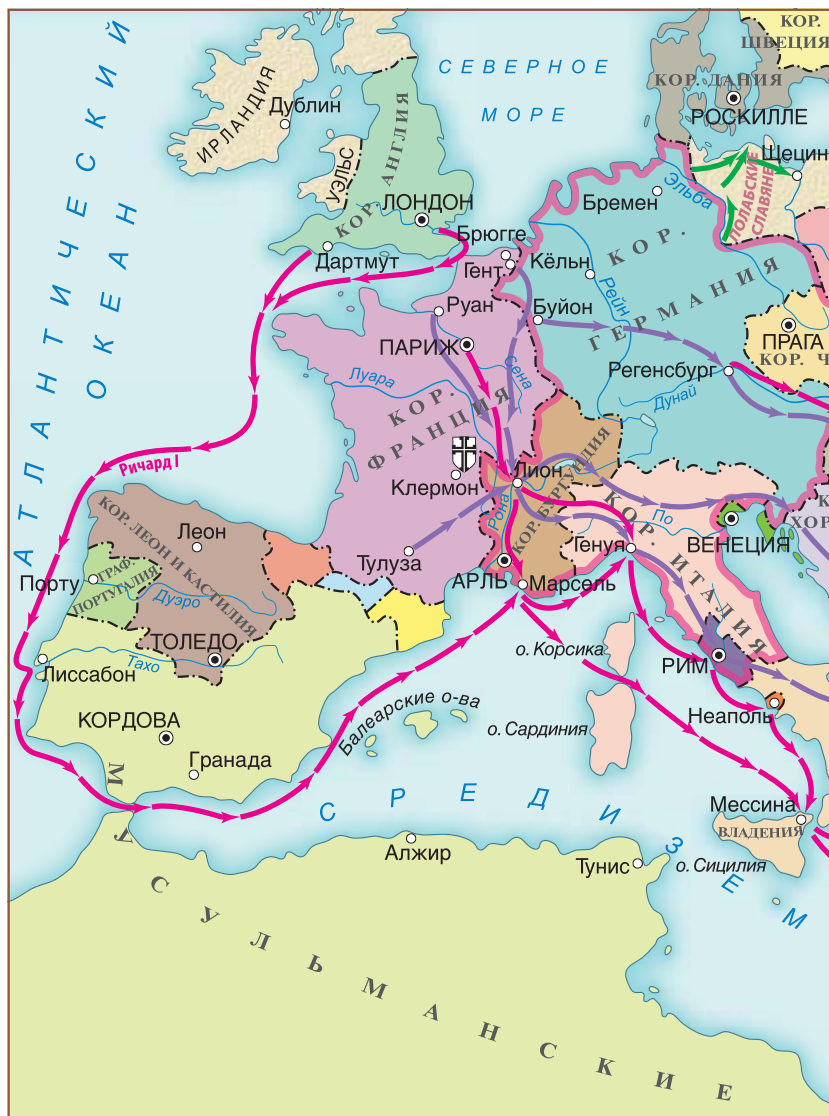 КОР.
ШВЕЦИЯ
СЕВЕРНОЕ
МОРЕ
КОР. ДАНИЯ
РОСКИЛЛЕ
ИРЛАНДИЯ
Дублин
УЭЛЬС
КОР. АНГЛИЯ
ЛОНДОН
Дартмут
АТЛАНТИЧЕСКИЙ
ОКЕАН
Щецин
ПОЛАБСКИЕ
СЛАВЯНЕ
Эльба
Бремен
Брюгге
Гент
Кёльн
КОР.
ГЕРМАНИЯ
Рейн
Буйон
Руан
ПАРИЖ
Сена
Луара
КОР.
ФРАНЦИЯ
ПРАГА
КОР. Ч
Регенсбург
Дунай
Клермон
Лион
Рона
КОР. БУРГУНДИЯ
Ричард I
КОР. ЛЕОН И КАСТИЛИЯ
Леон
Тулуза
АРЛЬ
Марсель
Генуя
По
КОР. ИТАЛИЯ
ВЕНЕЦИЯ
К
ХОР
Порту
ГРАФ.
ПОРТУГАЛИЯ
Дуэро
ТОЛЕДО
Тахо
Лиссабон
о. Корсика
РИМ
КОРДОВА
Балеарские о-ва
о. Сардиния
Неаполь
Гранада
СРЕДИЗЕМ
Мессина
ВЛАДЕНИЯ
о. Сицилия
Алжир
Тунис
МУСУЛЬМАНСКИЕ